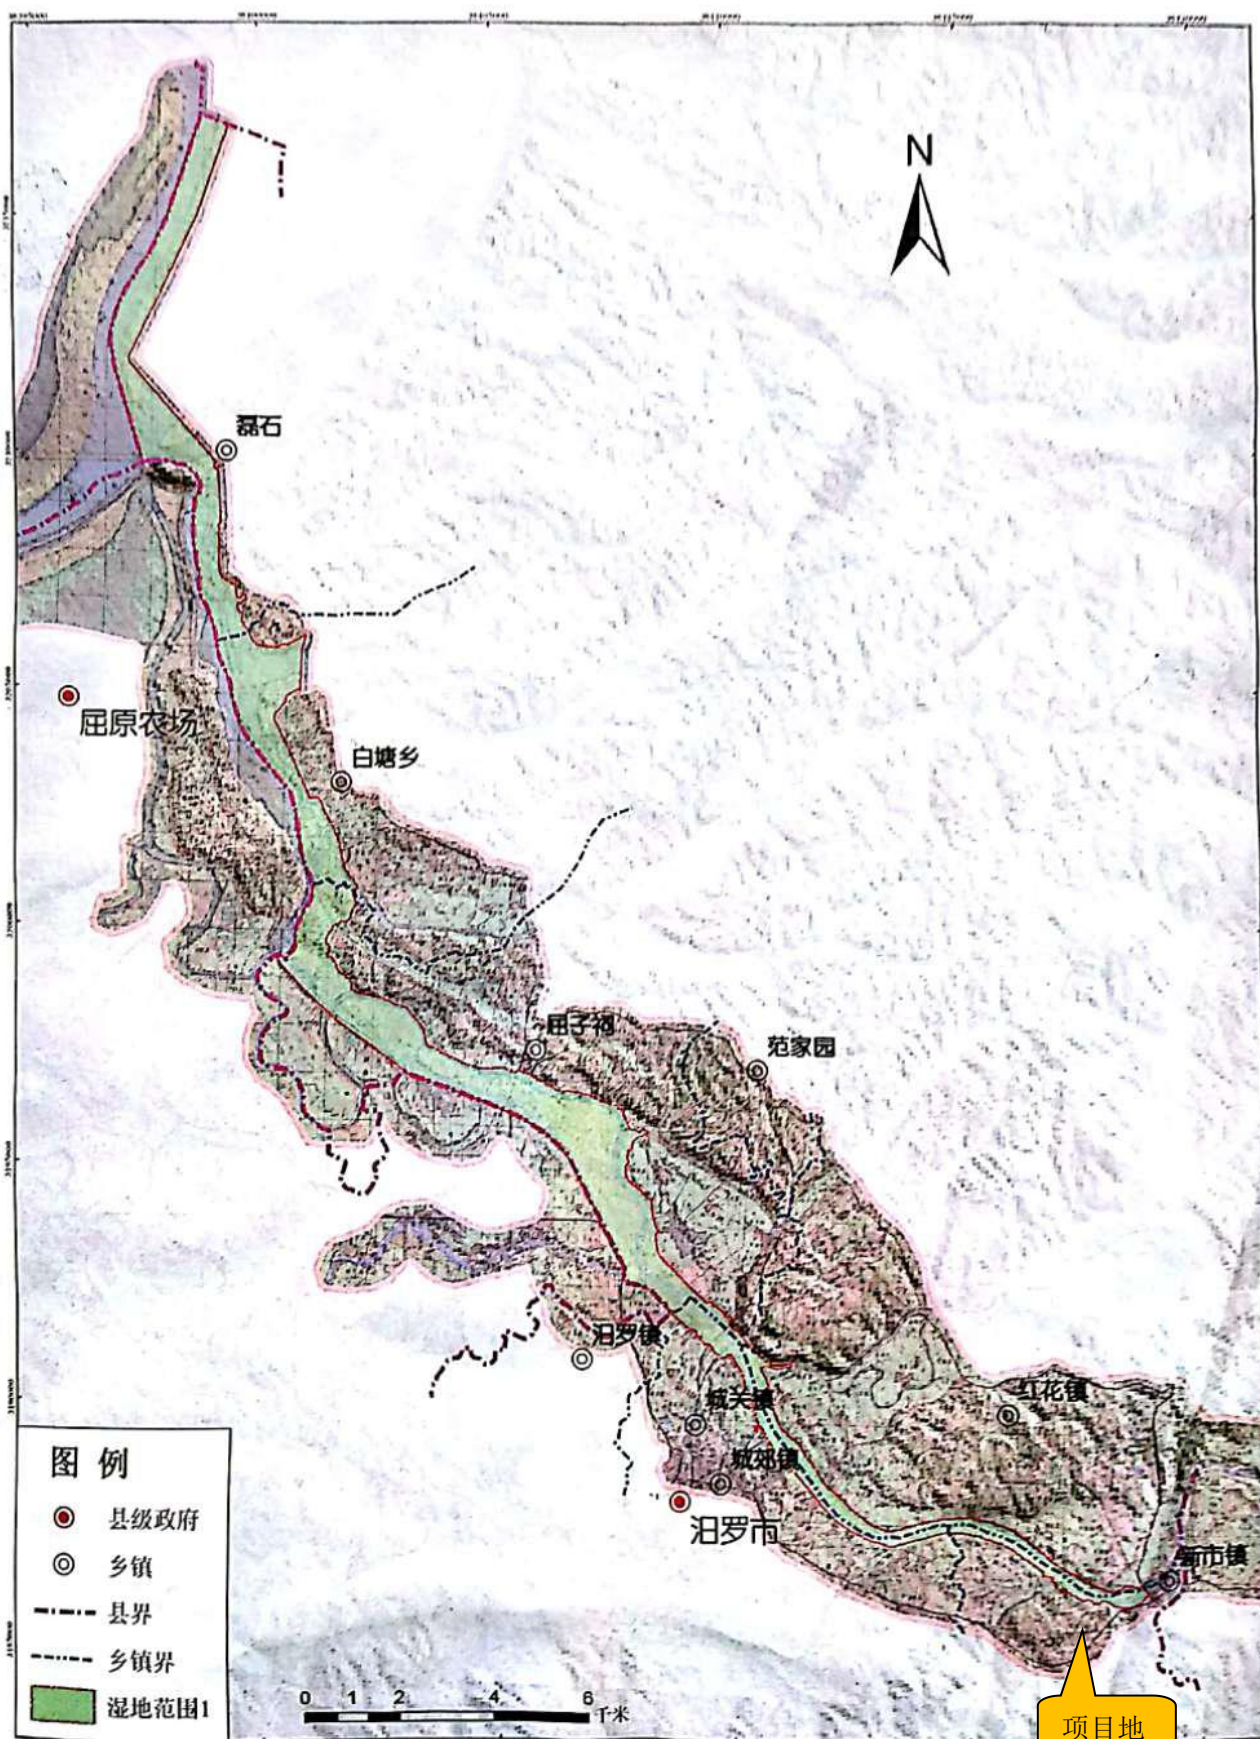 N
磊石
屈原农场
白塘乡
屈子祠
范家园
汨罗镇
城关镇
红花镇
城郊镇
汨罗市
新市镇
图 例
县级政府
乡镇
县界
乡镇界
湿地范围1
0 1 2 4 6
千米
项目地